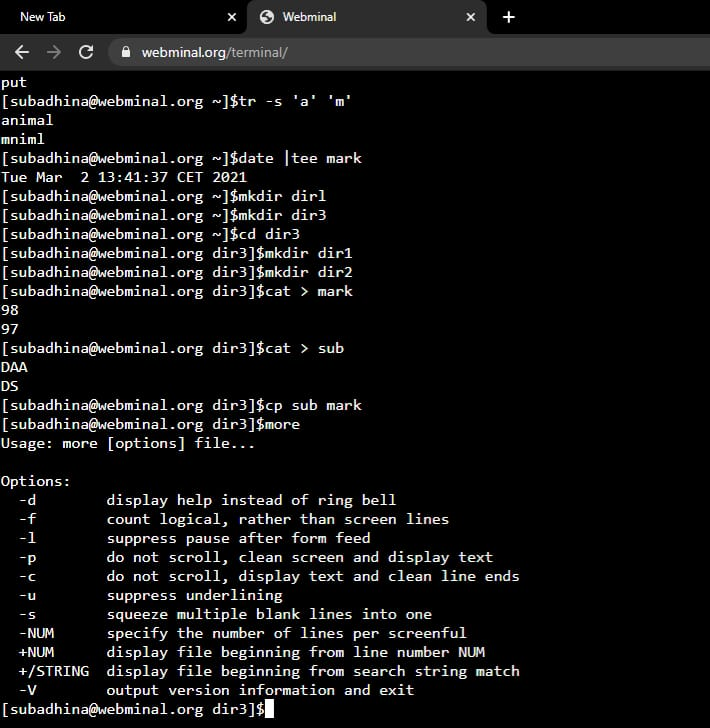 New Tab
Webminal
webminal.org/terminal/
put
[subadhina@webminal.org ~]$tr -s 'a' 'm'
animal
mniml
[subadhina@webminal.org ~]$date |tee mark
Tue Mar  2 13:41:37 CET 2021
[subadhina@webminal.org ~]$mkdir dirl
[subadhina@webminal.org ~]$mkdir dir3
[subadhina@webminal.org ~]$cd dir3
[subadhina@webminal.org dir3]$mkdir dir1
[subadhina@webminal.org dir3]$mkdir dir2
[subadhina@webminal.org dir3]$cat > mark
98
97
[subadhina@webminal.org dir3]$cat > sub
DAA
DS
[subadhina@webminal.org dir3]$cp sub mark
[subadhina@webminal.org dir3]$more
Usage: more [options] file...

Options:
  -d        display help instead of ring bell
  -f        count logical, rather than screen lines
  -l        suppress pause after form feed
  -p        do not scroll, clean screen and display text
  -c        do not scroll, display text and clean line ends
  -u        suppress underlining
  -s        squeeze multiple blank lines into one
  -NUM      specify the number of lines per screenful
  +NUM      display file beginning from line number NUM
  +/STRING  display file beginning from search string match
  -V        output version information and exit
[subadhina@webminal.org dir3]$